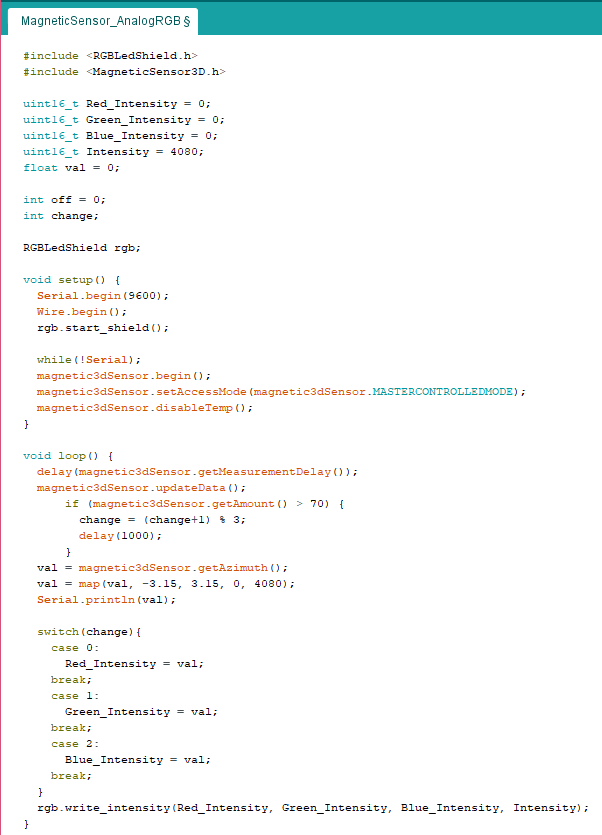 MagneticSensor_AnalogRGB §
#include <RGBLedShield.h>
#include <MagneticSensor3D.h>

uint16_t Red_Intensity = 0;
uint16_t Green_Intensity = 0;
uint16_t Blue_Intensity = 0;
uint16_t Intensity = 4080;
float val = 0;

int off = 0;
int change;

RGBLedShield rgb;

void setup() {
  Serial.begin(9600);
  Wire.begin();
  rgb.start_shield();

  while(!Serial);
  magnetic3dSensor.begin();
  magnetic3dSensor.setAccessMode(magnetic3dSensor.MASTERCONTROLLEDMODE);
  magnetic3dSensor.disableTemp();
}

void loop() {
  delay(magnetic3dSensor.getMeasurementDelay());
  magnetic3dSensor.updateData();
      if (magnetic3dSensor.getAmount() > 70) {
        change = (change+1) % 3;
        delay(1000);
      }
  val = magnetic3dSensor.getAzimuth();
  val = map(val, -3.15, 3.15, 0, 4080);
  Serial.println(val);

  switch(change){
    case 0:
      Red_Intensity = val;
    break;
    case 1:
      Green_Intensity = val;
    break;
    case 2:
      Blue_Intensity = val;
    break;
  }
  rgb.write_intensity(Red_Intensity, Green_Intensity, Blue_Intensity, Intensity);
}